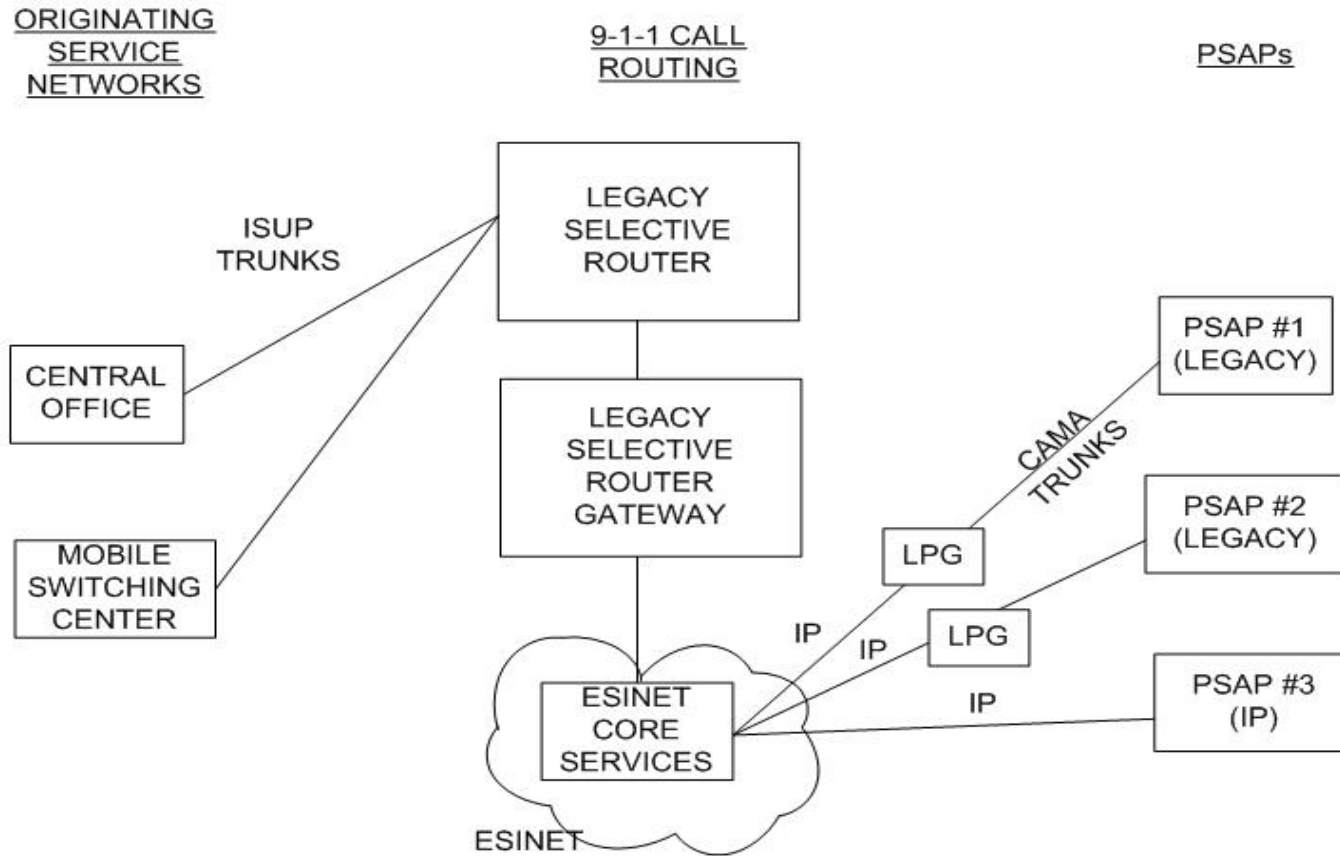 ORIGINATING
SERVICE
NETWORKS
9-1-1 CALL
ROUTING
PSAPs
LEGACY
SELECTIVE
ROUTER
ISUP
TRUNKS
CENTRAL
OFFICE
MOBILE
SWITCHING
CENTER
LEGACY
SELECTIVE
ROUTER
GATEWAY
ESINET
CORE
SERVICES
ESINET
IP
LPG
CAMA
TRUNKS
PSAP #1
(LEGACY)
IP
LPG
PSAP #2
(LEGACY)
IP
PSAP #3
(IP)